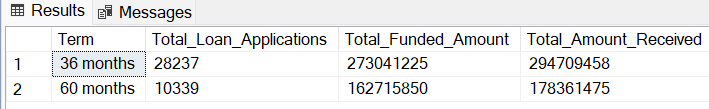 Results Messages
Term Total_Loan_Applications Total_Funded_Amount Total_Amount_Received
1 36 months 28237 273041225 294709458
2 60 months 10339 162715850 178361475